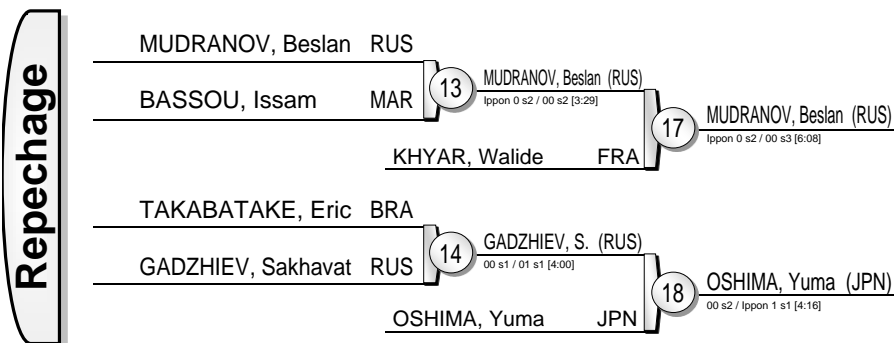 Repechage
MUDRANOV, Beslan RUS
BASSOU, Issam MAR
13
MUDRANOV, Beslan (RUS)
Ippon 0 s2 / 00 s2 [3:29]
KHYAR, Walide FRA
17
MUDRANOV, Beslan (RUS)
Ippon 0 s2 / 00 s3 [6:08]
TAKABATAKE, Eric BRA
GADZHIEV, Sakhavat RUS
14
GADZHIEV, S. (RUS)
00 s1 / 01 s1 [4:00]
OSHIMA, Yuma JPN
18
OSHIMA, Yuma (JPN)
00 s2 / Ippon 1 s1 [4:16]